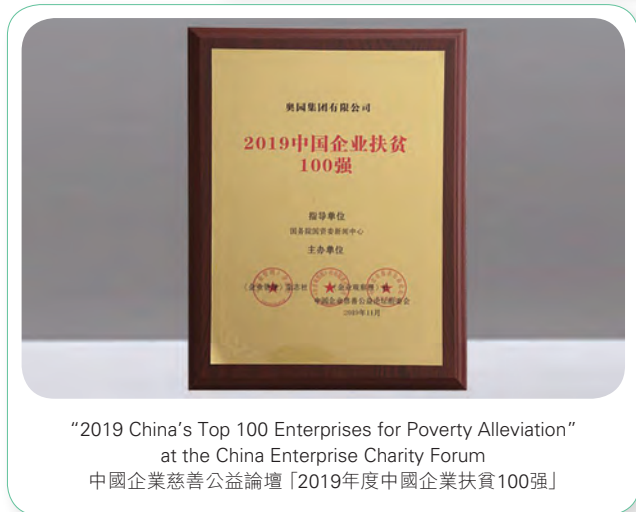 奥园集团有限公司
2019中国企业扶贫
100强
指导单位
国务院国资委新闻中心
主办单位
中国企业慈善公益论坛组委会
2019年11月
“2019 China’s Top 100 Enterprises for Poverty Alleviation”
at the China Enterprise Charity Forum
中國企業慈善公益論壇「2019年度中國企業扶貧100强」